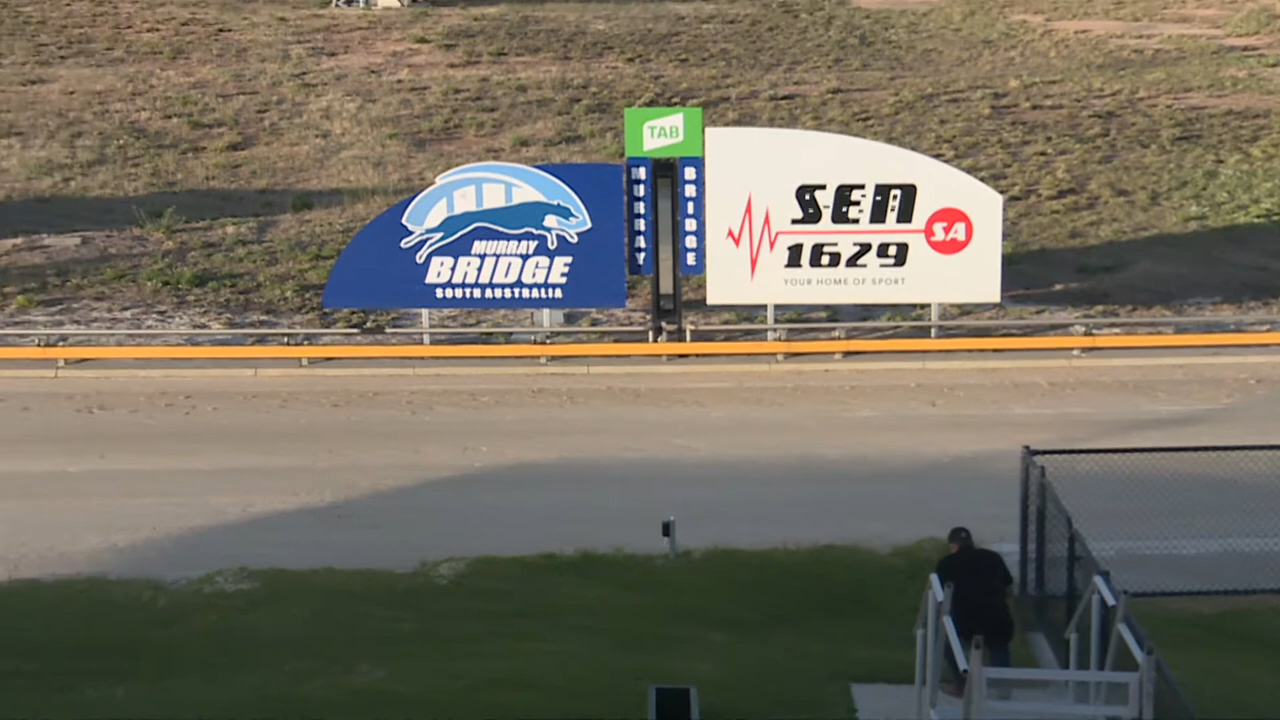 TAB
MURRAY
BRIDGE
MURRAY
BRIDGE
SOUTH AUSTRALIA
SEN
SA
1629
YOUR HOME OF SPORT